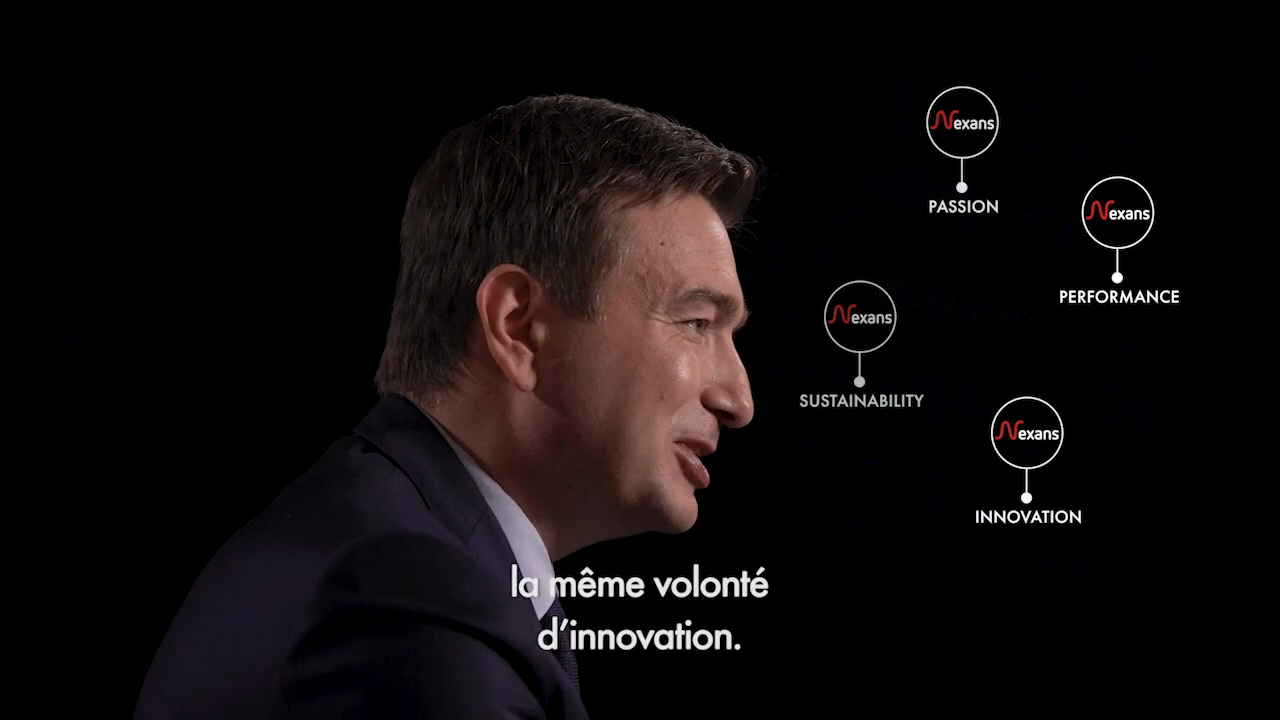 Nexans
PASSION
Nexans
PERFORMANCE
Nexans
SUSTAINABILITY
Nexans
INNOVATION
la même volonté
d’innovation.